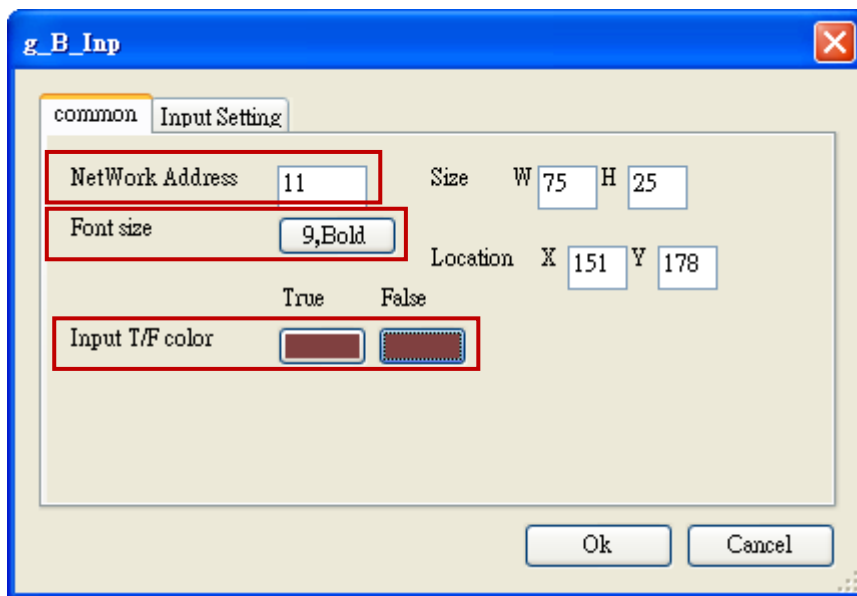 g_B_Inp
common Input Setting
NetWork Address 11 Size W 75 H 25
Font size 9,Bold
Location X 151 Y 178
True False
Input T/F color
Ok Cancel